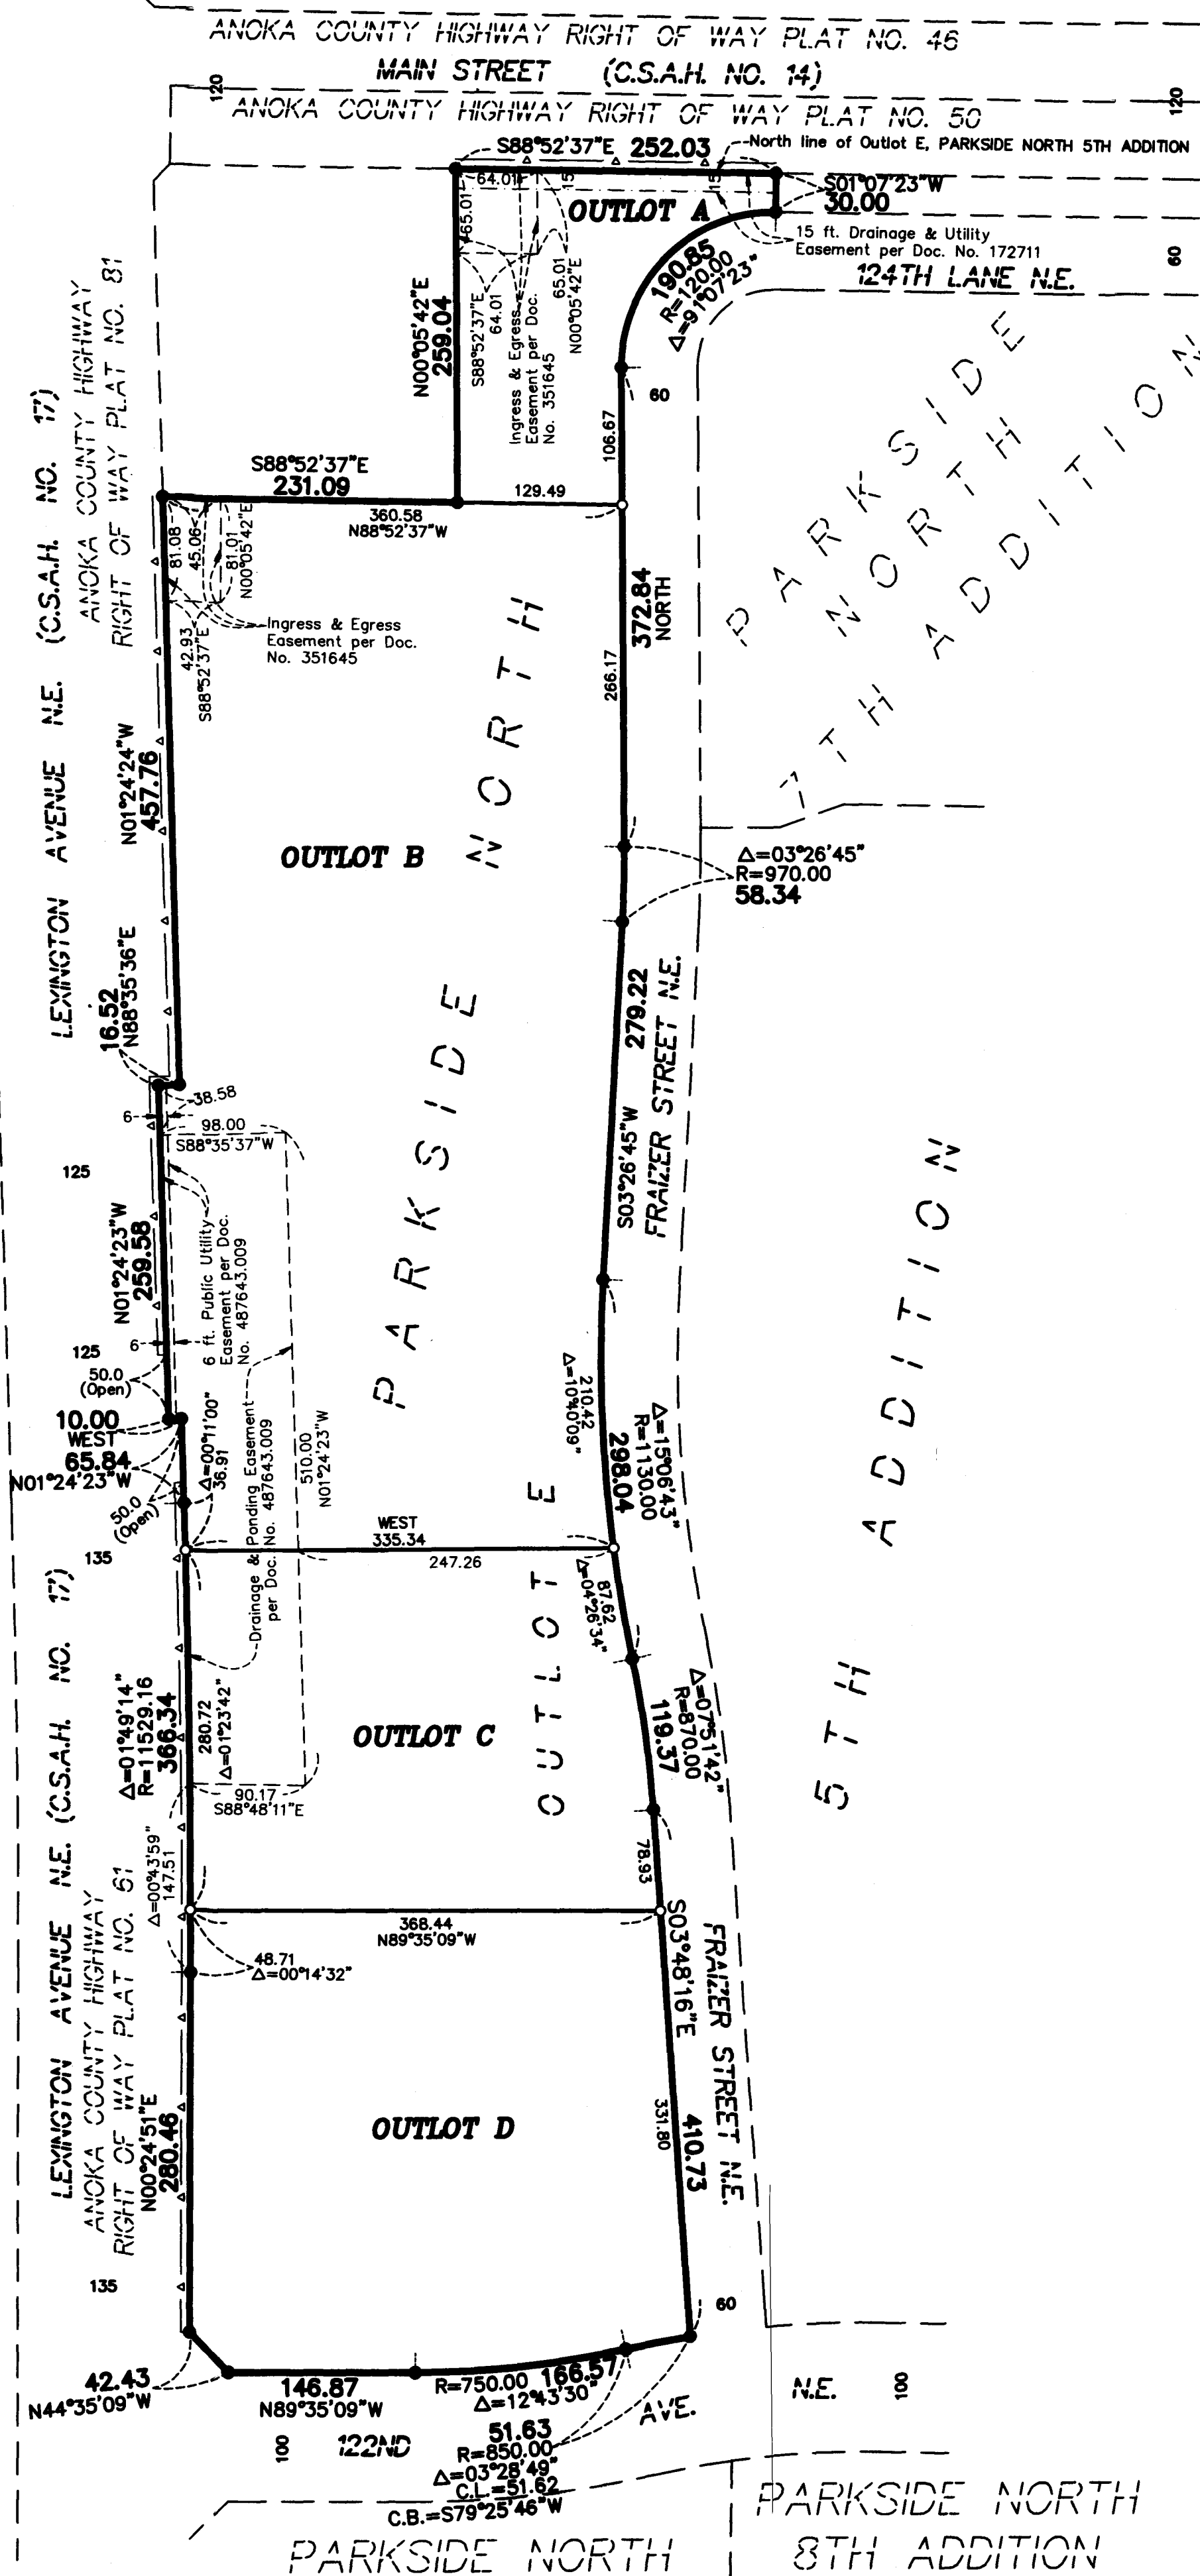 ANOKA COUNTY HIGHWAY RIGHT OF WAY PLAT NO. 46
MAIN STREET (C.S.A.H. NO. 14)
120
120
ANOKA COUNTY HIGHWAY RIGHT OF WAY PLAT NO. 50
S88°52'37"E 252.03
North line of Outlot E, PARKSIDE NORTH 5TH ADDITION
64.01
15
15
S01°07'23"W
30.00
OUTLOT A
65.01
15 ft. Drainage & Utility
Easement per Doc. No. 172711
60
124TH LANE N.E.
190.85
R=120.00
Δ=91°07'23"
N00°05'42"E
259.04
S88°52'37"E
64.01
Ingress & Egress
Easement per Doc.
No. 351645
65.01
N00°05'42"E
60
106.67
LEXINGTON AVENUE N.E. (C.S.A.H. NO. 17)
ANOKA COUNTY HIGHWAY
RIGHT OF WAY PLAT NO. 81
PARKSIDE
NORTH
7TH ADDITION
S88°52'37"E
231.09
129.49
360.58
N88°52'37"W
81.08
45.06
81.01
N00°05'42"E
42.93
S88°52'37"E
Ingress & Egress
Easement per Doc.
No. 351645
372.84
NORTH
266.17
N01°24'24"W
457.76
OUTLOT B
Δ=03°26'45"
R=970.00
58.34
PARKSIDE NORTH
16.52
N88°35'36"E
279.22
S03°26'45"W
FRAIZER STREET N.E.
38.58
6
98.00
S88°35'37"W
125
N01°24'23"W
259.58
6 ft. Public Utility
Easement per Doc.
No. 487643.009
6
125
50.0
(Open)
10.00
WEST
65.84
N01°24'23"W
50.0
(Open)
Δ=00°11'00"
36.91
Drainage & Ponding Easement
per Doc. No. 487643.009
510.00
N01°24'23"W
210.42
Δ=10°40'09"
298.04
Δ=15°06'43"
R=1130.00
WEST
335.34
247.26
135
87.62
Δ=04°26'34"
OUTLOT E
5TH ADDITION
LEXINGTON AVENUE N.E. (C.S.A.H. NO. 17)
ANOKA COUNTY HIGHWAY
RIGHT OF WAY PLAT NO. 61
Δ=01°49'14"
R=11529.16
366.34
280.72
Δ=01°23'42"
OUTLOT C
119.37
Δ=07°51'42"
R=870.00
90.17
S88°48'11"E
78.93
Δ=00°43'59"
147.51
368.44
N89°35'09"W
48.71
Δ=00°14'32"
S03°48'16"E
FRAIZER STREET N.E.
N00°24'51"E
280.46
OUTLOT D
331.80
410.73
135
60
42.43
N44°35'09"W
146.87
N89°35'09"W
R=750.00 166.57
Δ=12°43'30"
51.63
R=850.00
Δ=03°28'49"
C.L.=51.62
C.B.=S79°25'46"W
100
122ND AVE. N.E.
100
PARKSIDE NORTH
PARKSIDE NORTH
8TH ADDITION